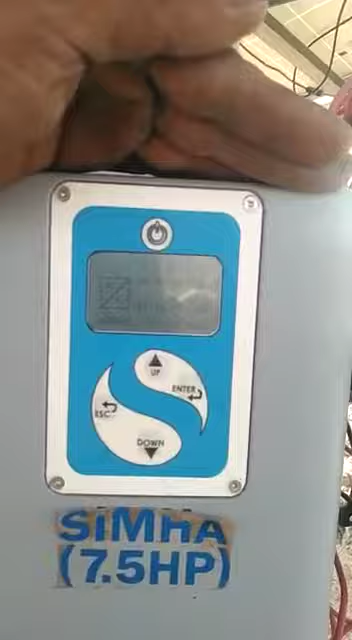 UP
ENTER
ESC
DOWN
SIMHA
(7.5HP)